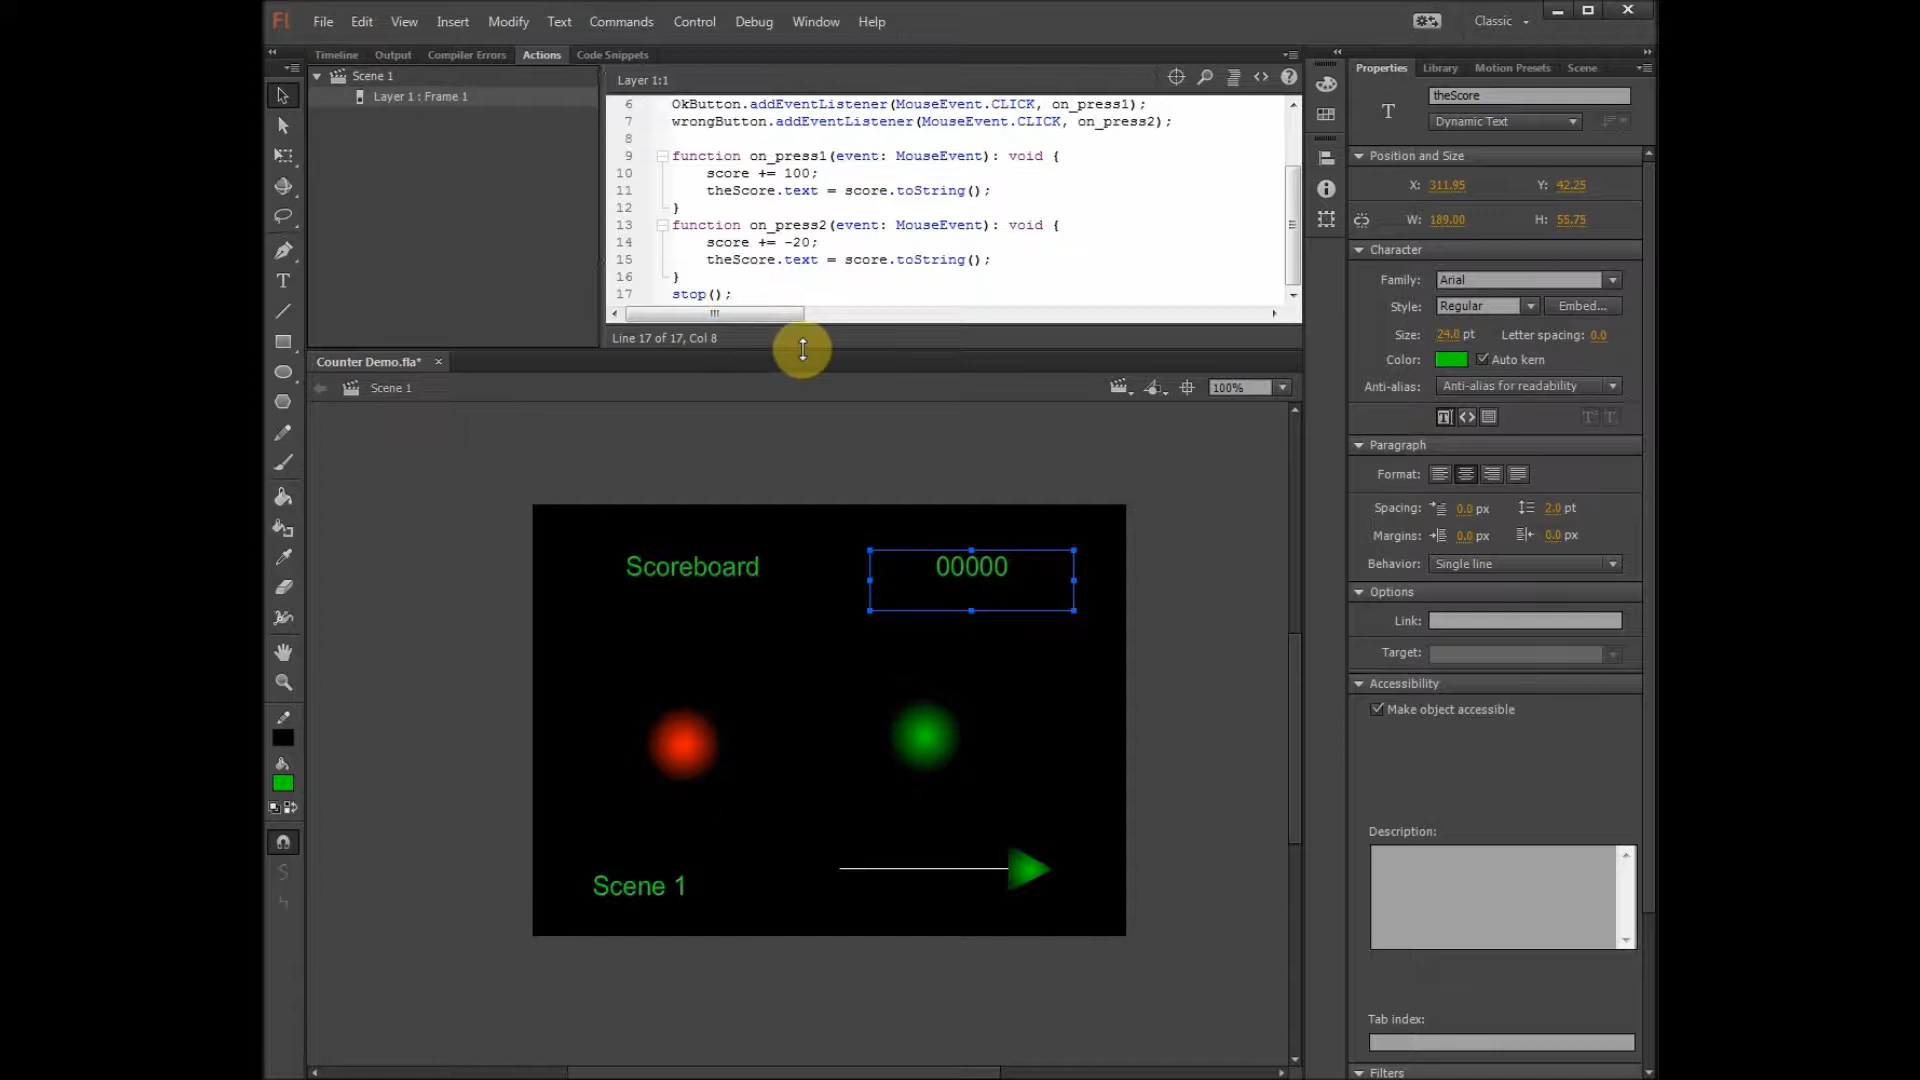 Fl File Edit View Insert Modify Text Commands Control Debug Window Help Classic
Timeline Output Compiler Errors Actions Code Snippets
Scene 1
Layer 1 : Frame 1
Layer 1:1
6 OkButton.addEventListener(MouseEvent.CLICK, on_press1);
7 wrongButton.addEventListener(MouseEvent.CLICK, on_press2);
8
9 function on_press1(event: MouseEvent): void {
10 score += 100;
11 theScore.text = score.toString();
12 }
13 function on_press2(event: MouseEvent): void {
14 score += -20;
15 theScore.text = score.toString();
16 }
17 stop();
Line 17 of 17, Col 8
Counter Demo.fla*
Scene 1
100%
Scoreboard 00000
Scene 1
Properties Library Motion Presets Scene
theScore
Dynamic Text
Position and Size
X: 311.95 Y: 42.25
W: 189.00 H: 55.75
Character
Family: Arial
Style: Regular Embed...
Size: 24.0 pt Letter spacing: 0.0
Color: Auto kern
Anti-alias: Anti-alias for readability
Paragraph
Format:
Spacing: 0.0 px 2.0 pt
Margins: 0.0 px 0.0 px
Behavior: Single line
Options
Link:
Target:
Accessibility
Make object accessible
Description:
Tab index:
Filters